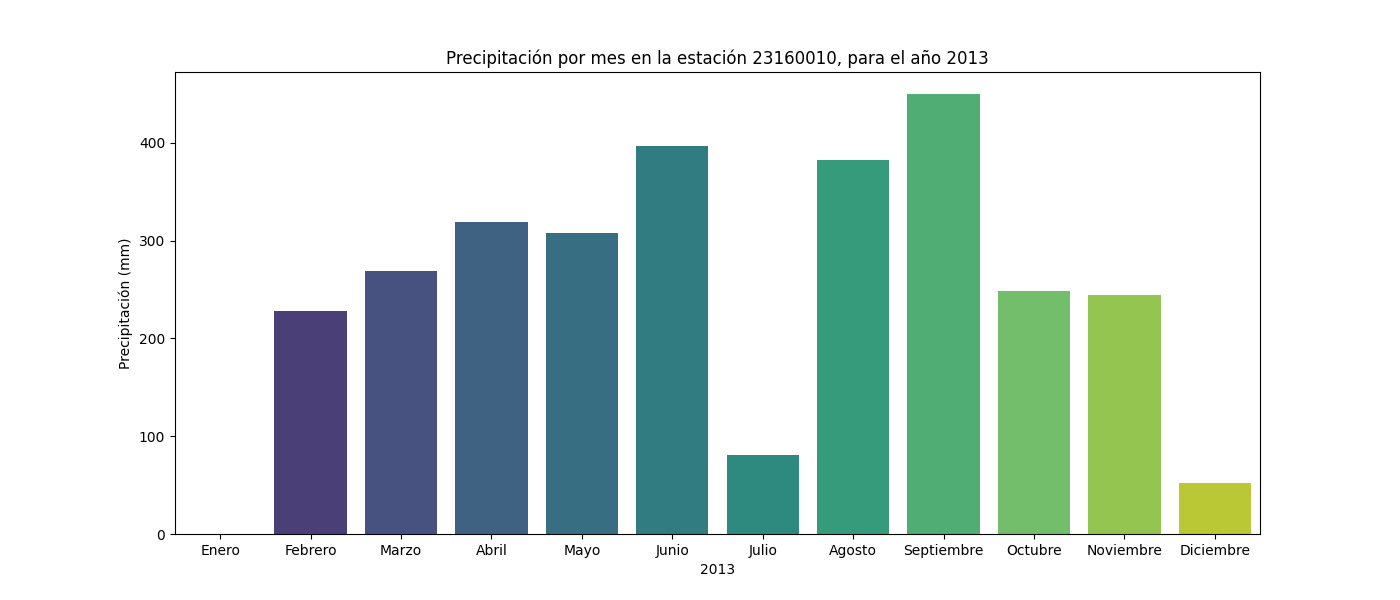 Precipitación por mes en la estación 23160010, para el año 2013
Precipitación (mm)
400
300
200
100
0
Enero Febrero Marzo Abril Mayo Junio Julio Agosto Septiembre Octubre Noviembre Diciembre
2013